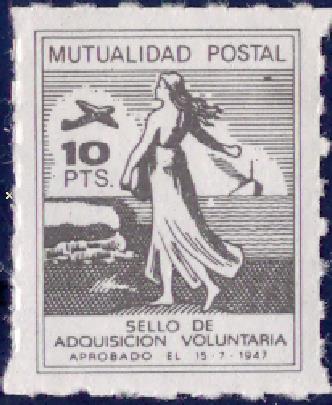 MUTUALIDAD POSTAL
10
PTS.
SELLO DE
ADQUISICION VOLUNTARIA
APROBADO EL 15-7-1947